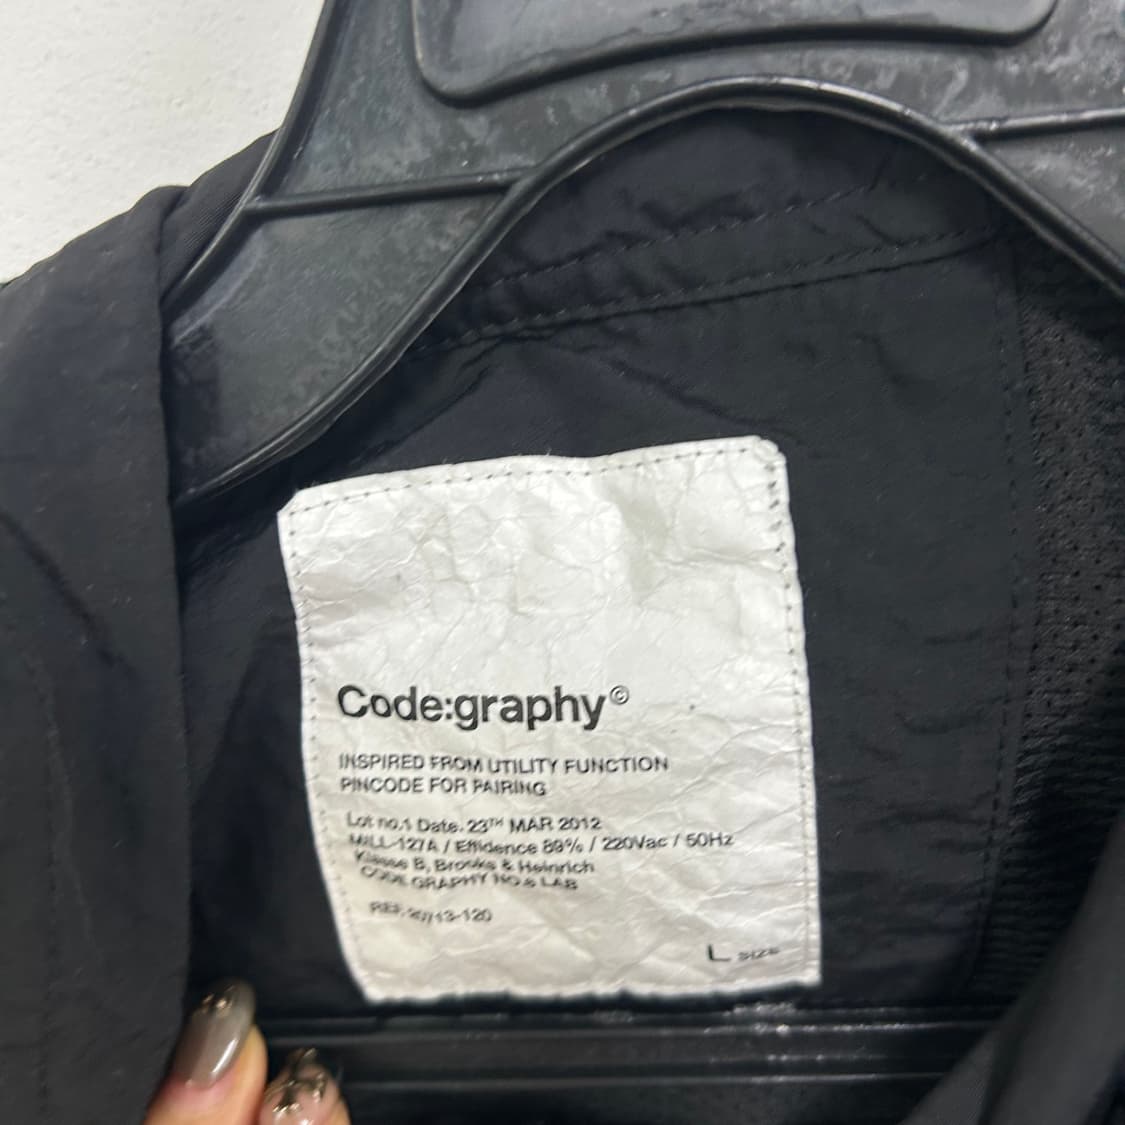 Code:graphy©
INSPIRED FROM UTILITY FUNCTION
PINCODE FOR PAIRING
Lot no.1 Date. 23TH MAR 2012
MILL-127A / Effidence 89% / 220Vac / 50Hz
Klasse B, Brooks & Heinrich
CODE GRAPHY NO.6 LAB
REF. 20713-120
L SIZE